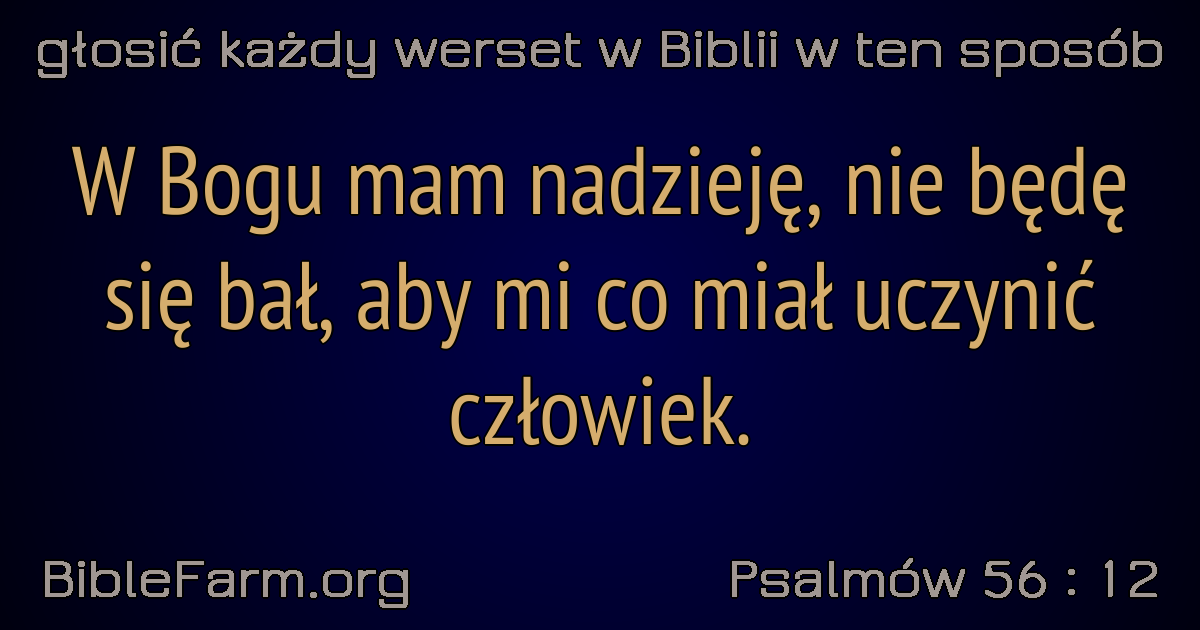 głosić każdy werset w Biblii w ten sposób
W Bogu mam nadzieję, nie będę
się bał, aby mi co miał uczynić
człowiek.
BibleFarm.org
Psalmów 56 : 12